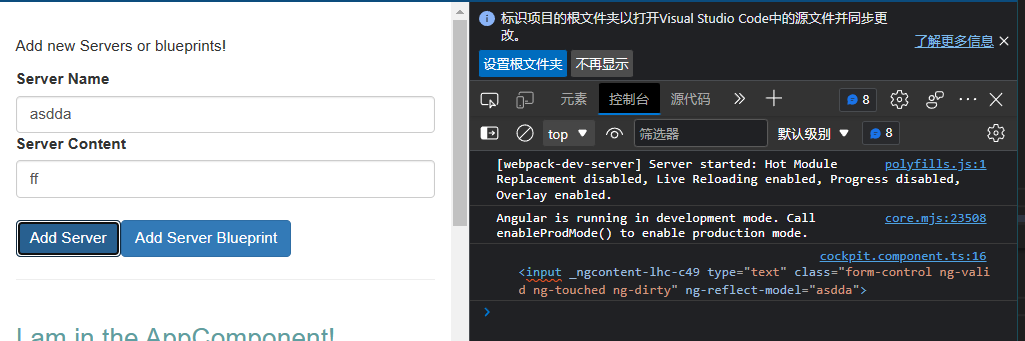 Add new Servers or blueprints!
Server Name
asdda
Server Content
ff
Add Server
Add Server Blueprint
I am in the AppComponent!
标识项目的根文件夹以打开Visual Studio Code中的源文件并同步更
改。
了解更多信息
设置根文件夹 不再显示
元素 控制台 源代码 8
top 筛选器 默认级别 8
[webpack-dev-server] Server started: Hot Module polyfills.js:1
Replacement disabled, Live Reloading enabled, Progress disabled,
Overlay enabled.
Angular is running in development mode. Call core.mjs:23508
enableProdMode() to enable production mode.
cockpit.component.ts:16
<input _ngcontent-lhc-c49 type="text" class="form-control ng-vali
d ng-touched ng-dirty" ng-reflect-model="asdda">